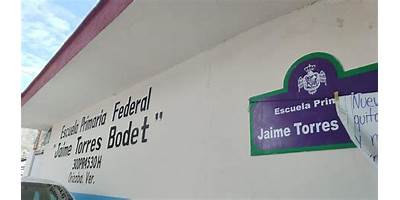 Escuela Primaria Federal
"Jaime Torres Bodet"
30DPR4530H
Orizaba, Ver.
Escuela Prim
Jaime Torres
Nuev